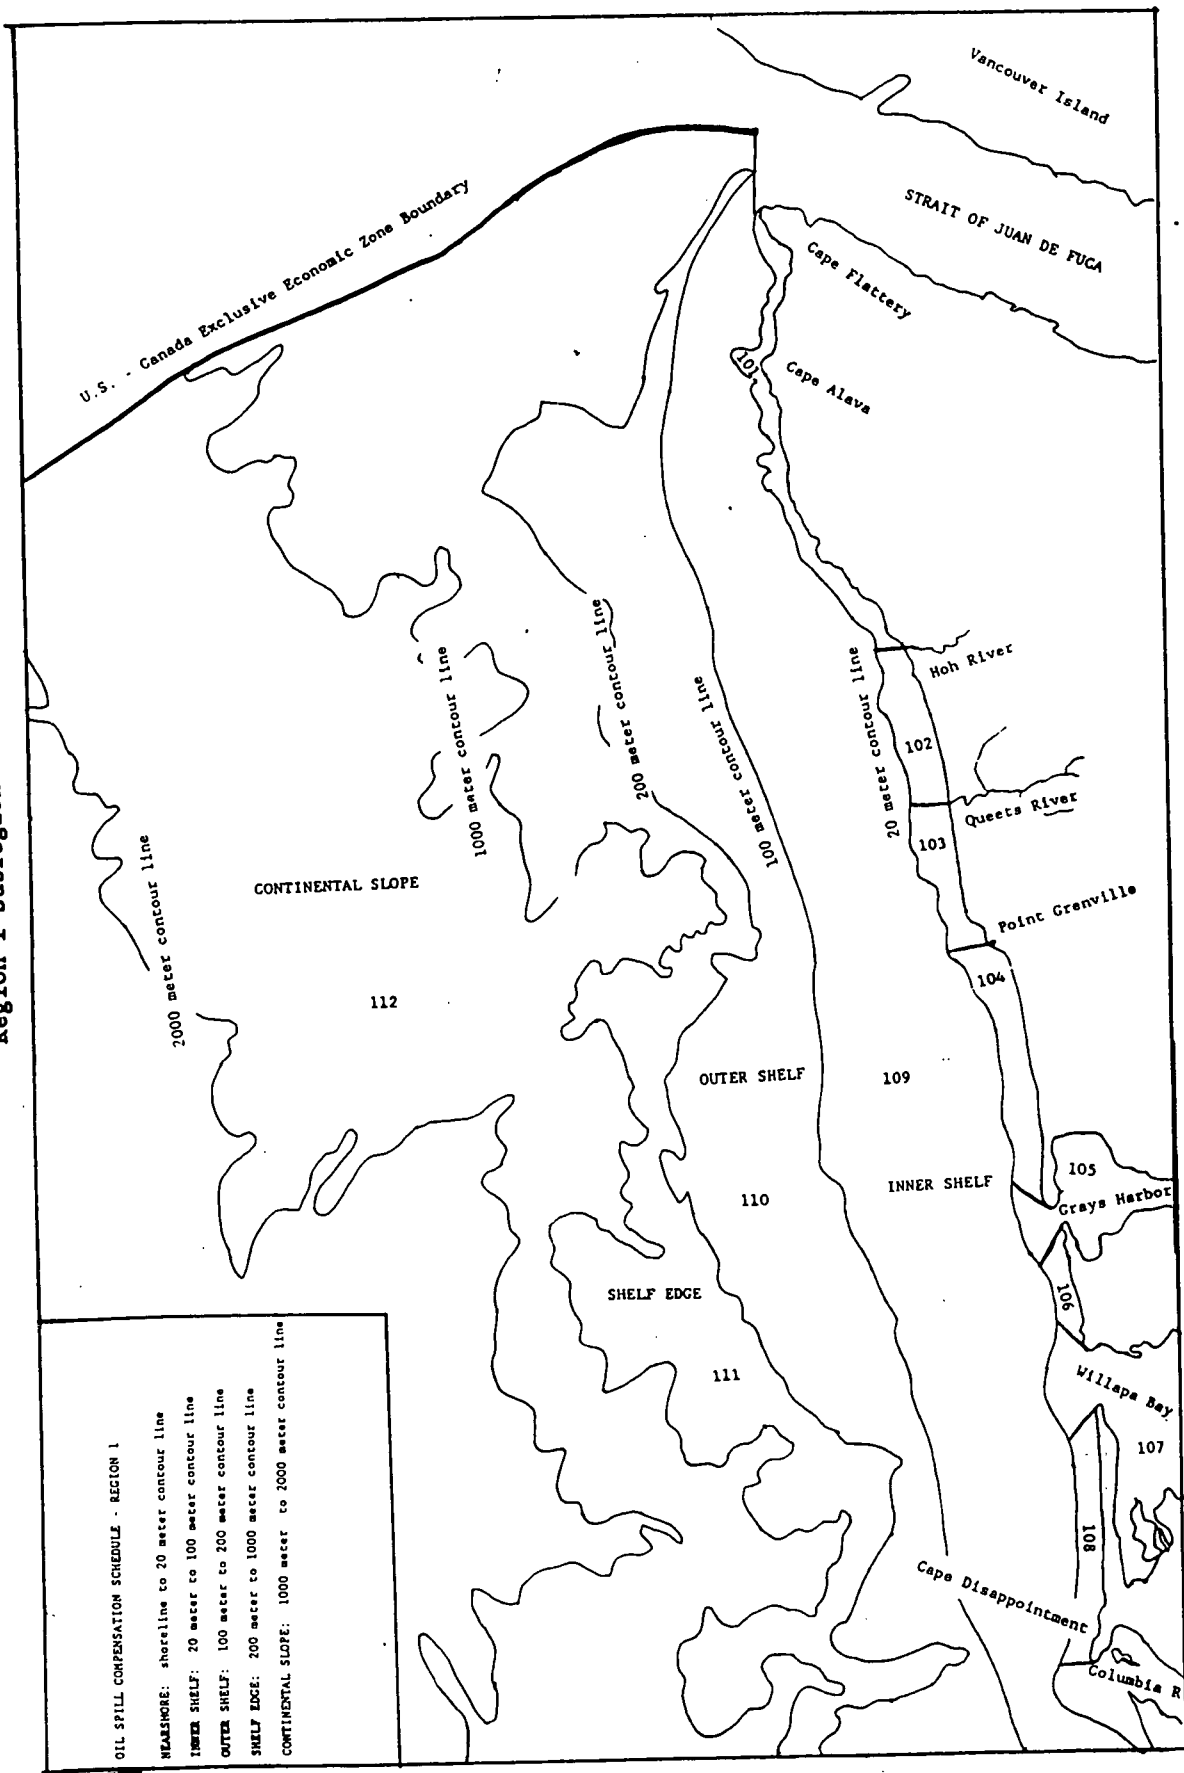 Region 1
Vancouver Island
STRAIT OF JUAN DE FUCA
U.S. - Canada Exclusive Economic Zone Boundary
Cape Flattery
101
Cape Alava
Hoh River
20 meter contour line
102
Queets River
103
Point Grenville
104
100 meter contour line
200 meter contour line
1000 meter contour line
2000 meter contour line
CONTINENTAL SLOPE
112
OUTER SHELF
109
110
INNER SHELF
105
Grays Harbor
106
SHELF EDGE
111
Willapa Bay
107
108
Cape Disappointment
Columbia R
OIL SPILL COMPENSATION SCHEDULE - REGION 1
NEARSHORE: shoreline to 20 meter contour line
INNER SHELF: 20 meter to 100 meter contour line
OUTER SHELF: 100 meter to 200 meter contour line
SHELF EDGE: 200 meter to 1000 meter contour line
CONTINENTAL SLOPE: 1000 meter to 2000 meter contour line